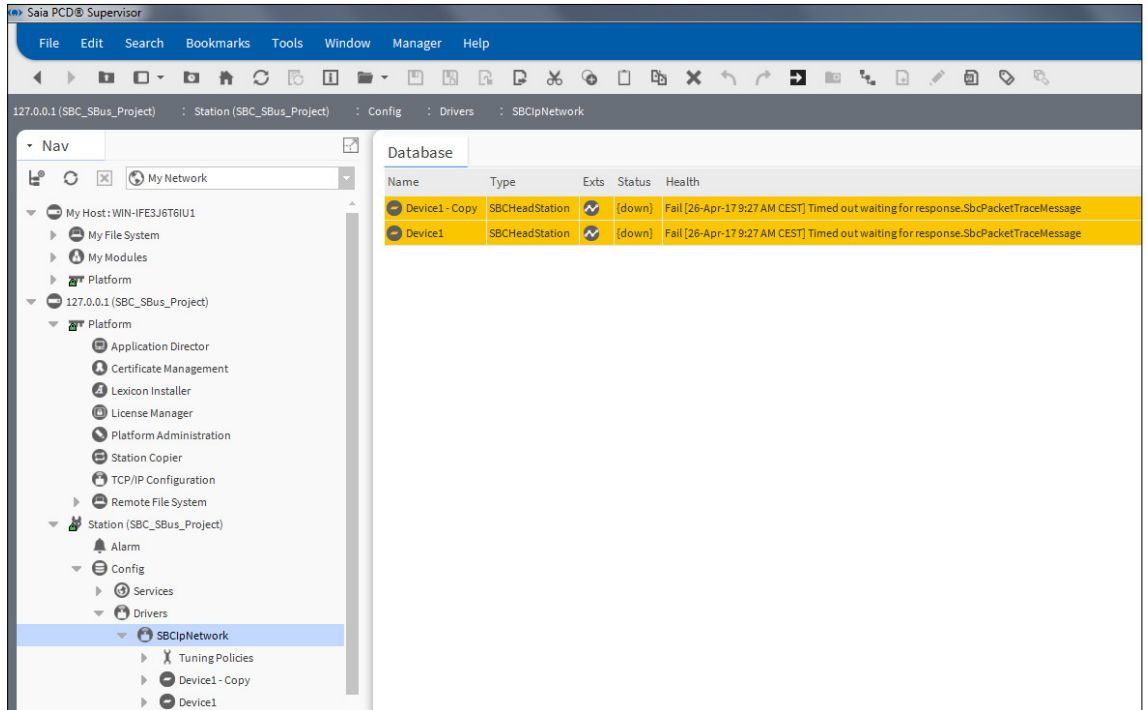 Saia PCD® Supervisor
File Edit Search Bookmarks Tools Window Manager Help
127.0.0.1 (SBC_SBus_Project) : Station (SBC_SBus_Project) : Config : Drivers : SBCIpNetwork
Nav
My Network
My Host : WIN-IFE3J6T6IU1
My File System
My Modules
Platform
127.0.0.1 (SBC_SBus_Project)
Platform
Application Director
Certificate Management
Lexicon Installer
License Manager
Platform Administration
Station Copier
TCP/IP Configuration
Remote File System
Station (SBC_SBus_Project)
Alarm
Config
Services
Drivers
SBCIpNetwork
Tuning Policies
Device1 - Copy
Device1
Database
Name Type Exts Status Health
Device1 - Copy SBCHeadStation {down} Fail [26-Apr-17 9:27 AM CEST] Timed out waiting for response.SbcPacketTraceMessage
Device1 SBCHeadStation {down} Fail [26-Apr-17 9:27 AM CEST] Timed out waiting for response.SbcPacketTraceMessage